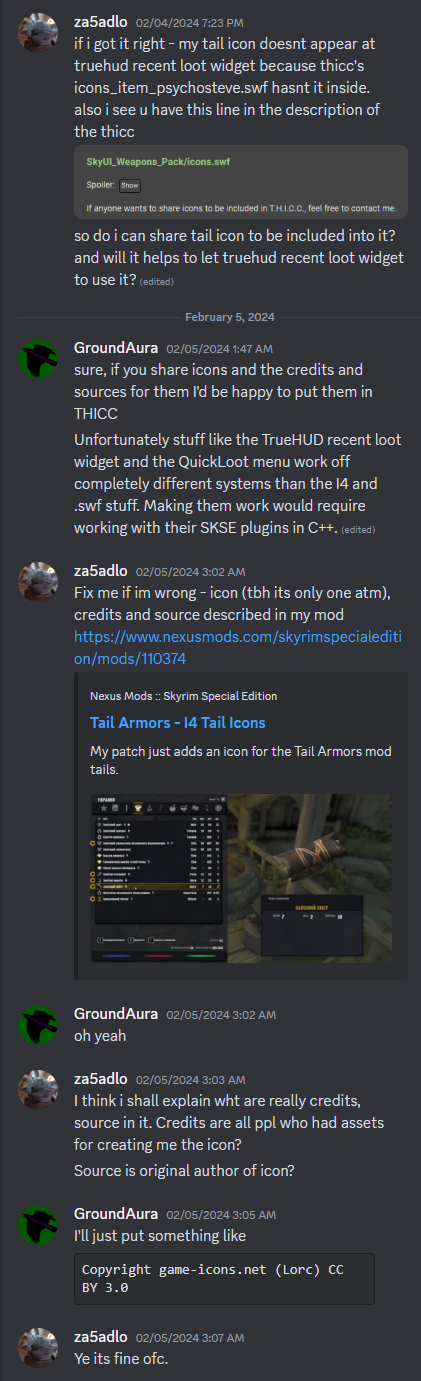 za5adlo 02/04/2024 7:23 PM
if i got it right - my tail icon doesnt appear at
truehud recent loot widget because thicc's
icons_item_psychosteve.swf hasnt it inside.
also i see u have this line in the description of
the thicc
SkyUI_Weapons_Pack/icons.swf
Spoiler: Show
If anyone wants to share icons to be included in T.H.I.C.C., feel free to contact me.
so do i can share tail icon to be included into it?
and will it helps to let truehud recent loot widget
to use it? (edited)
February 5, 2024
GroundAura 02/05/2024 1:47 AM
sure, if you share icons and the credits and
sources for them I'd be happy to put them in
THICC
Unfortunately stuff like the TrueHUD recent loot
widget and the QuickLoot menu work off
completely different systems than the I4 and
.swf stuff. Making them work would require
working with their SKSE plugins in C++. (edited)
za5adlo 02/05/2024 3:02 AM
Fix me if im wrong - icon (tbh its only one atm),
credits and source described in my mod
https://www.nexusmods.com/skyrimspecialediti
on/mods/110374
Nexus Mods :: Skyrim Special Edition
Tail Armors - I4 Tail Icons
My patch just adds an icon for the Tail Armors mod
tails.
GroundAura 02/05/2024 3:02 AM
oh yeah
za5adlo 02/05/2024 3:03 AM
I think i shall explain wht are really credits,
source in it. Credits are all ppl who had assets
for creating me the icon?
Source is original author of icon?
GroundAura 02/05/2024 3:05 AM
I'll just put something like
Copyright game-icons.net (Lorc) CC
BY 3.0
za5adlo 02/05/2024 3:07 AM
Ye its fine ofc.